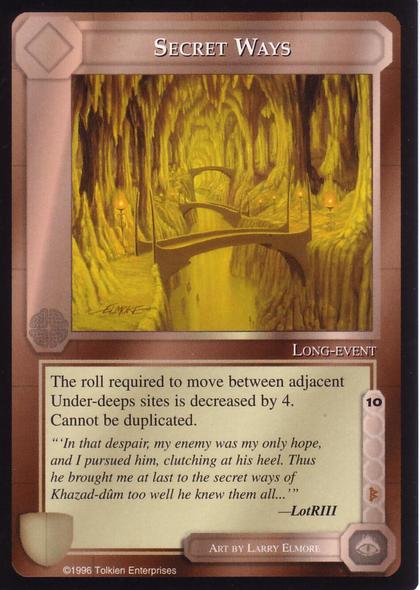 SECRET WAYS
ELMORE
LONG-EVENT
The roll required to move between adjacent
Under-deeps sites is decreased by 4.
Cannot be duplicated.
10
"'In that despair, my enemy was my only hope,
and I pursued him, clutching at his heel. Thus
he brought me at last to the secret ways of
Khazad-dûm too well he knew them all...'"
—LotRIII
ART BY LARRY ELMORE
©1996 Tolkien Enterprises